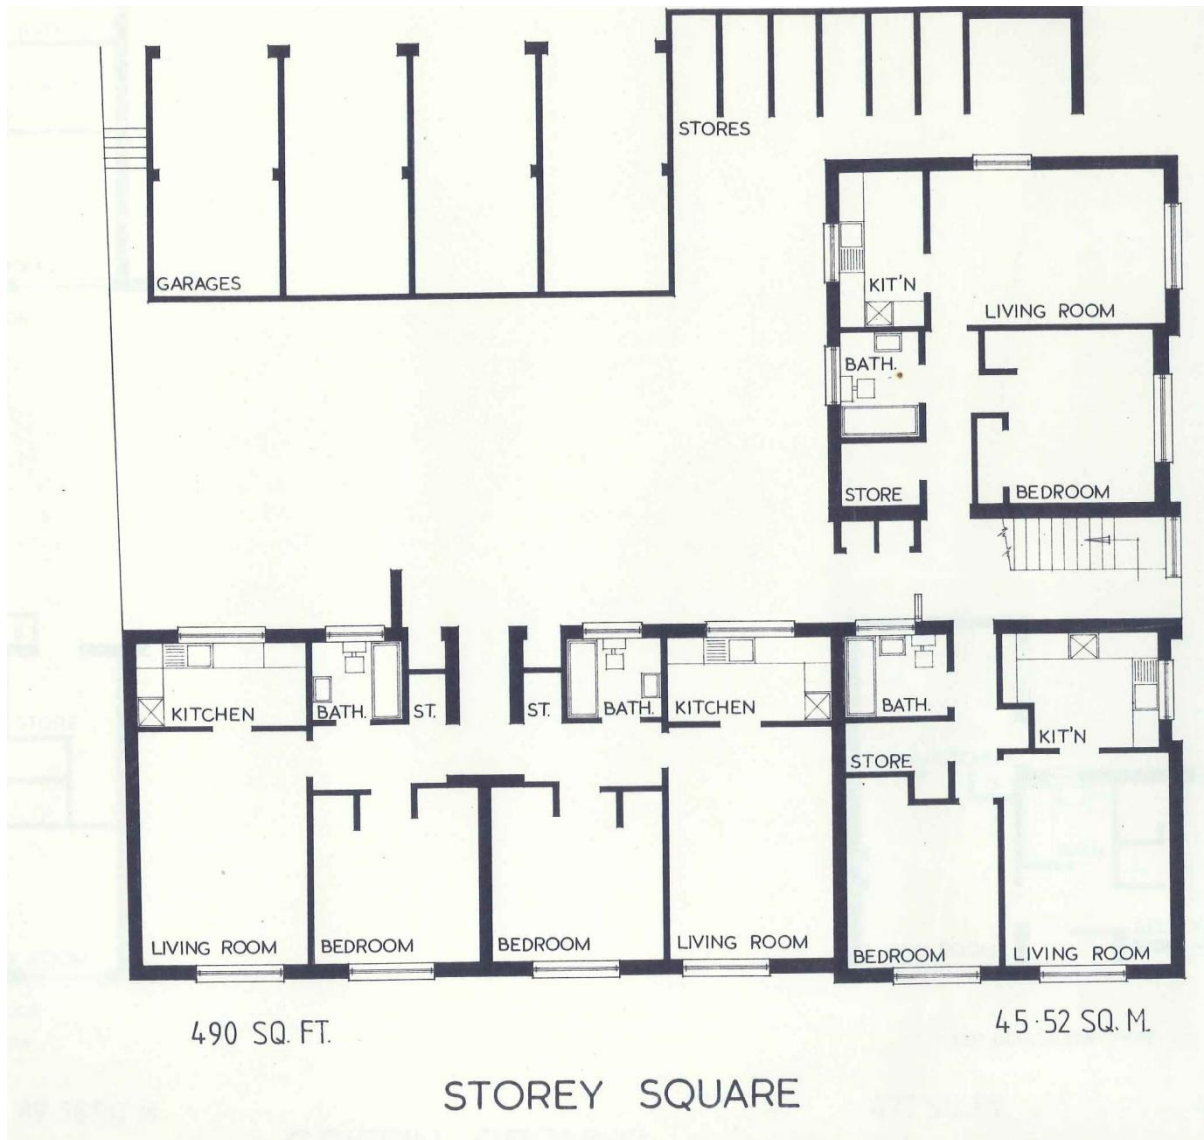 STORES
GARAGES
KIT'N
LIVING ROOM
BATH.
STORE
BEDROOM
KITCHEN
BATH.
ST.
ST.
BATH.
KITCHEN
BATH.
KIT'N
STORE
LIVING ROOM
BEDROOM
BEDROOM
LIVING ROOM
BEDROOM
LIVING ROOM
490 SQ. FT.
45·52 SQ. M.
STOREY SQUARE